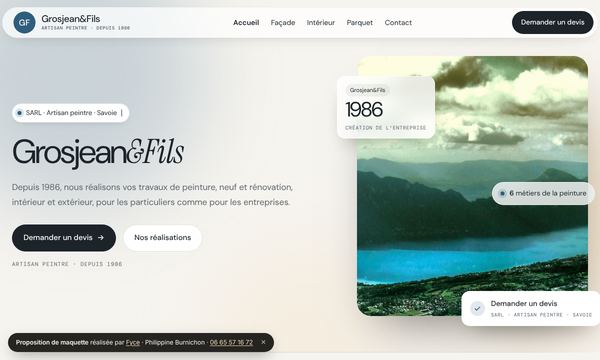 GF
Grosjean&Fils
ARTISAN PEINTRE · DEPUIS 1986
Accueil
Façade
Intérieur
Parquet
Contact
Demander un devis
SARL · Artisan peintre · Savoie
Grosjean&Fils
Depuis 1986, nous réalisons vos travaux de peinture, neuf et rénovation,
intérieur et extérieur, pour les particuliers comme pour les entreprises.
Demander un devis →
Nos réalisations
ARTISAN PEINTRE · DEPUIS 1986
Grosjean&Fils
1986
CRÉATION DE L'ENTREPRISE
6 métiers de la peinture
Demander un devis
SARL · ARTISAN PEINTRE · SAVOIE
Proposition de maquette réalisée par Fyce · Philippine Burnichon · 06 65 57 16 72 ×